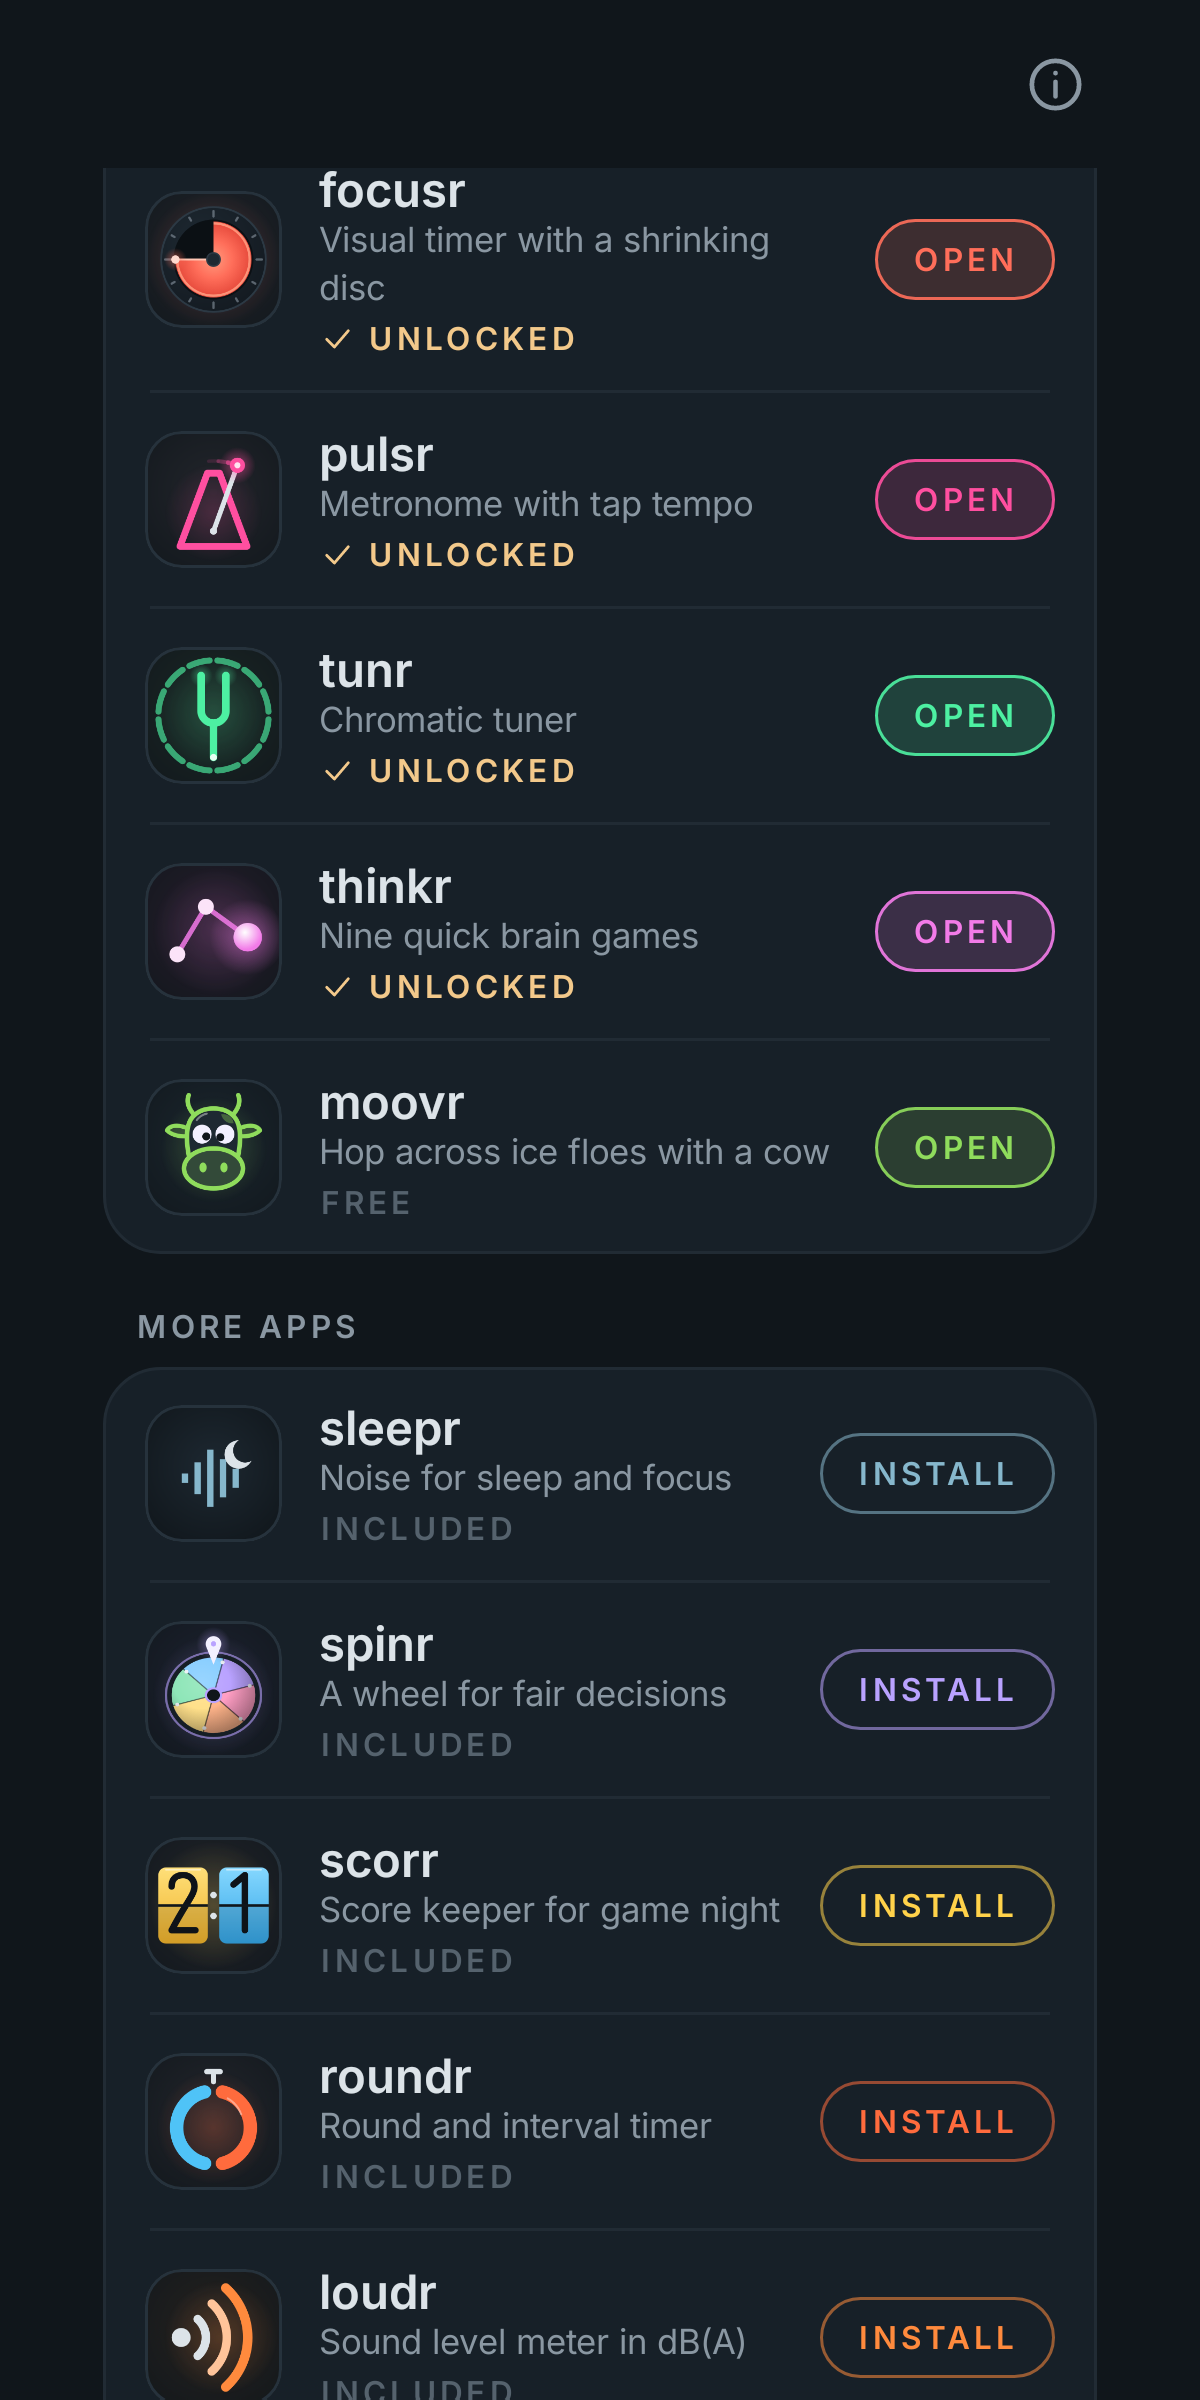 focusr
Visual timer with a shrinking
disc
OPEN
✓ UNLOCKED
pulsr
Metronome with tap tempo
OPEN
✓ UNLOCKED
tunr
Chromatic tuner
OPEN
✓ UNLOCKED
thinkr
Nine quick brain games
OPEN
✓ UNLOCKED
moovr
Hop across ice floes with a cow
OPEN
FREE
MORE APPS
sleepr
Noise for sleep and focus
INSTALL
INCLUDED
spinr
A wheel for fair decisions
INSTALL
INCLUDED
2:1
scorr
Score keeper for game night
INSTALL
INCLUDED
roundr
Round and interval timer
INSTALL
INCLUDED
loudr
Sound level meter in dB(A)
INSTALL
INCLUDED